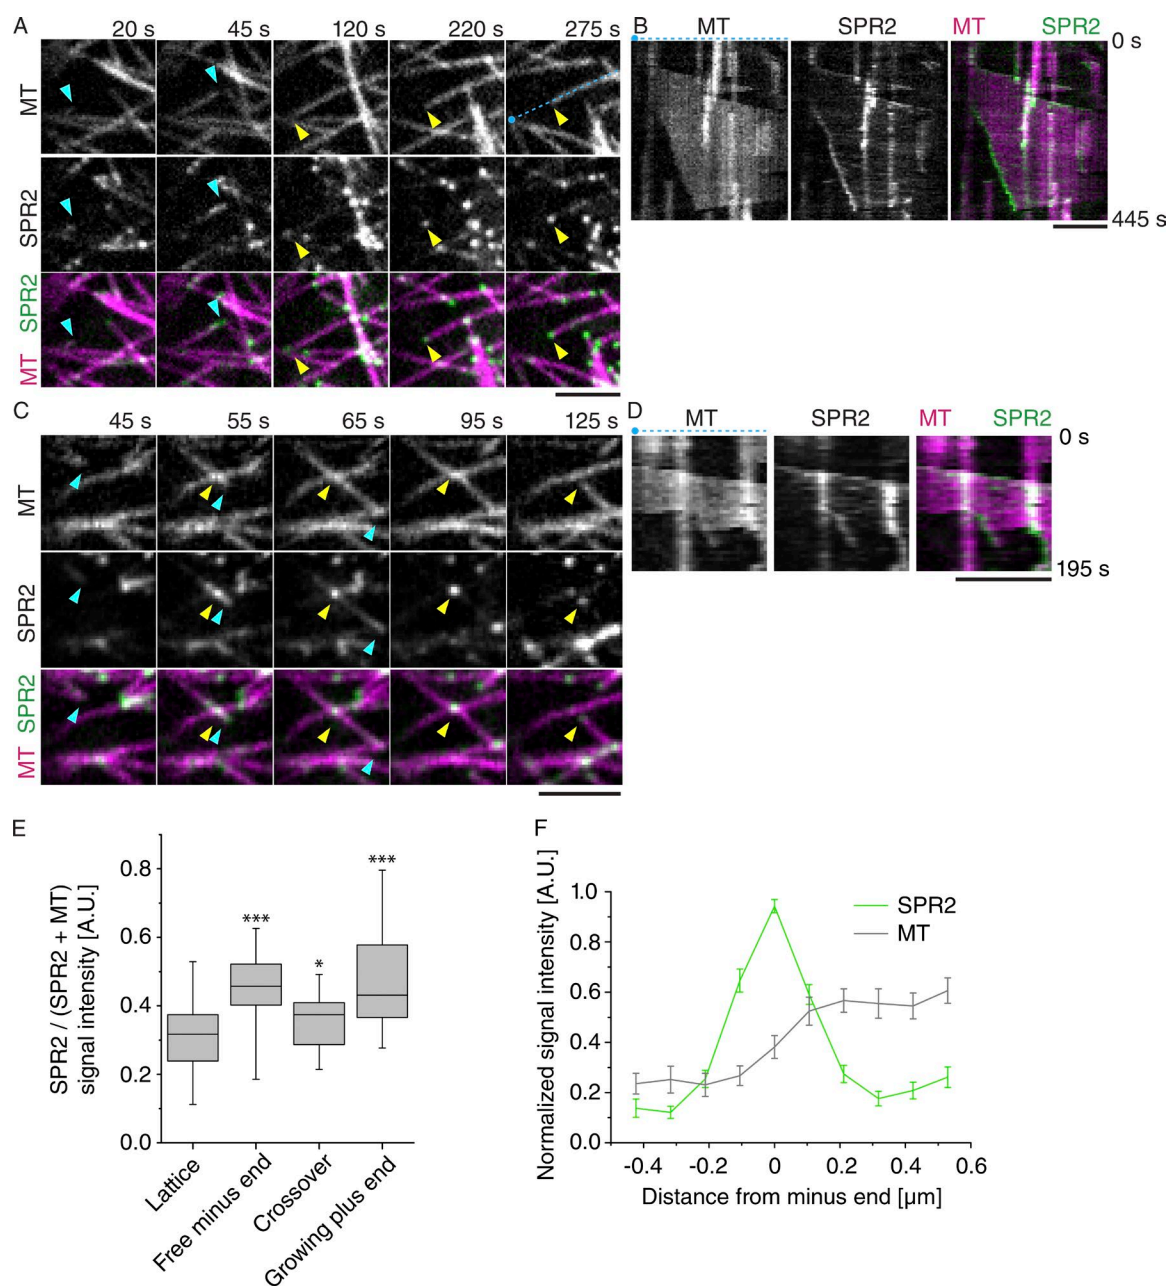 A
20 s 45 s 120 s 220 s 275 s
MT
SPR2
MT SPR2
B
MT SPR2 MT SPR2
0 s
445 s
C
45 s 55 s 65 s 95 s 125 s
MT
SPR2
MT SPR2
D
MT SPR2 MT SPR2
0 s
195 s
E
SPR2 / (SPR2 + MT)
signal intensity [A.U.]
0.8
0.6
0.4
0.2
0.0
***
*
***
Lattice
Free minus end
Crossover
Growing plus end
F
Normalized signal intensity [A.U.]
1.0
0.8
0.6
0.4
0.2
0.0
SPR2
MT
-0.4 -0.2 0 0.2 0.4 0.6
Distance from minus end [µm]